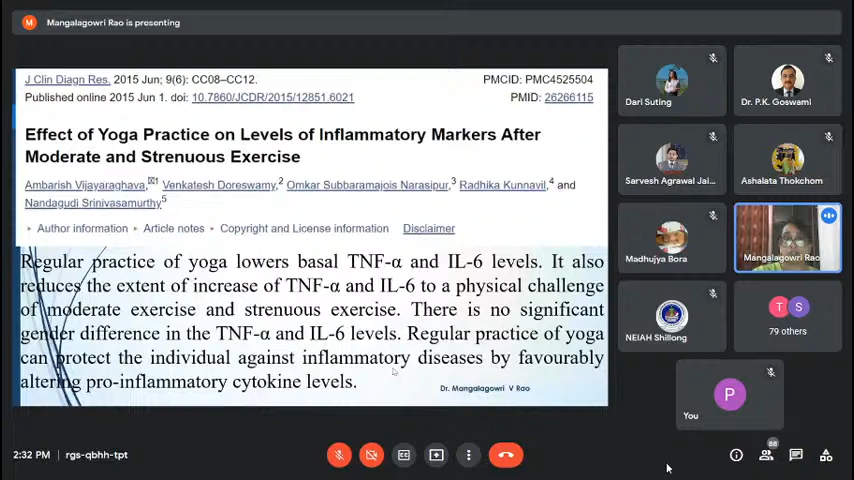 M
Mangalagowri Rao is presenting
J Clin Diagn Res. 2015 Jun; 9(6): CC08–CC12.
PMCID: PMC4525504
Published online 2015 Jun 1. doi: 10.7860/JCDR/2015/12851.6021
PMID: 26266115
Effect of Yoga Practice on Levels of Inflammatory Markers After
Moderate and Strenuous Exercise
Ambarish Vijayaraghava,1 Venkatesh Doreswamy,2 Omkar Subbaramajois Narasipur,3 Radhika Kunnavil,4 and
Nandagudi Srinivasamurthy5
Author information Article notes Copyright and License information Disclaimer
Regular practice of yoga lowers basal TNF-α and IL-6 levels. It also
reduces the extent of increase of TNF-α and IL-6 to a physical challenge
of moderate exercise and strenuous exercise. There is no significant
gender difference in the TNF-α and IL-6 levels. Regular practice of yoga
can protect the individual against inflammatory diseases by favourably
altering pro-inflammatory cytokine levels.
Dr. Mangalagowri V Rao
Dari Suting
Dr. P.K. Goswami
Sarvesh Agrawal Jai...
Ashalata Thokchom
Madhujya Bora
Mangalagowri Rao
NEIAH Shillong
T S
79 others
P
You
2:32 PM
rgs-qbhh-tpt
88